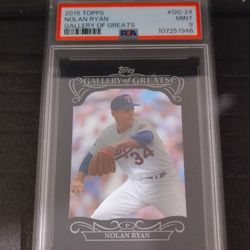 2015 TOPPS #GG-24
NOLAN RYAN MINT
GALLERY OF GREATS 9
PSA 107251946
Topps
GALLERY of GREATS
34
P
NOLAN RYAN